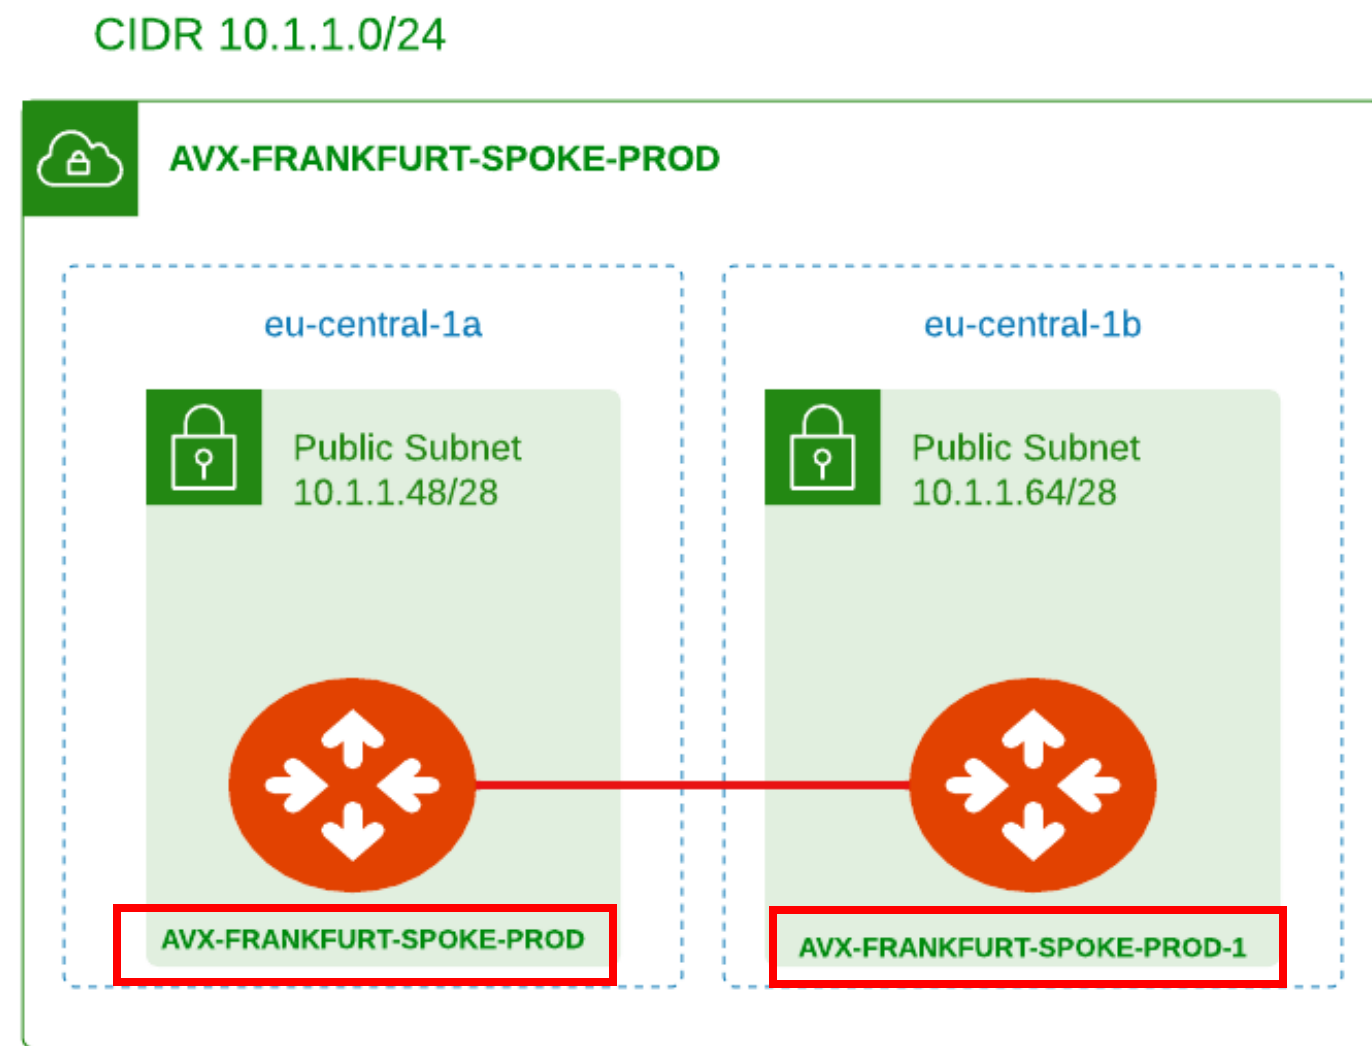 CIDR 10.1.1.0/24
AVX-FRANKFURT-SPOKE-PROD
eu-central-1a
Public Subnet
10.1.1.48/28
AVX-FRANKFURT-SPOKE-PROD
eu-central-1b
Public Subnet
10.1.1.64/28
AVX-FRANKFURT-SPOKE-PROD-1